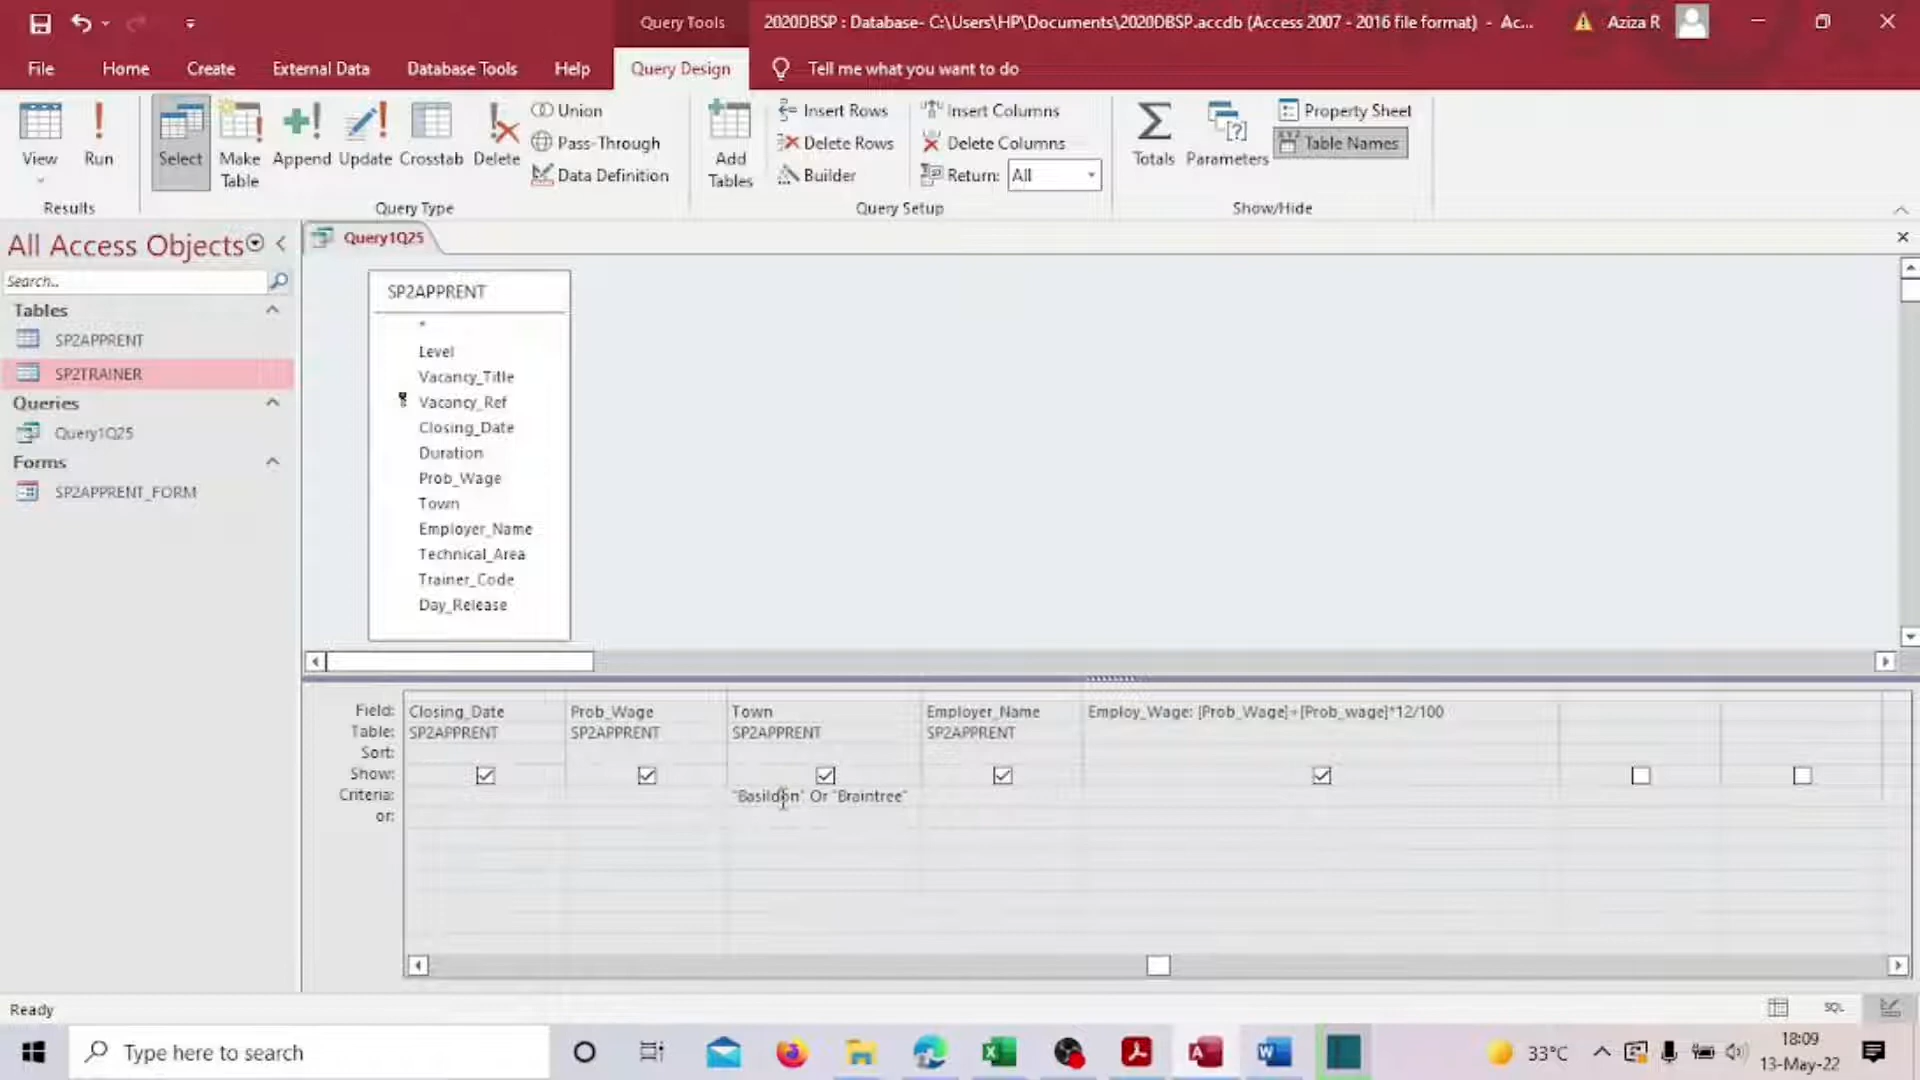 Query Tools
2020DBSP : Database- C:\Users\HP\Documents\2020DBSP.accdb (Access 2007 - 2016 file format) - Ac...
Aziza R
File Home Create External Data Database Tools Help Query Design Tell me what you want to do
View
Run
Select
Make Table
Append
Update
Crosstab
Delete
Union
Pass-Through
Data Definition
Add Tables
Insert Rows
Delete Rows
Builder
Insert Columns
Delete Columns
Return: All
Totals
Parameters
Property Sheet
Table Names
Results
Query Type
Query Setup
Show/Hide
All Access Objects
Search...
Tables
SP2APPRENT
SP2TRAINER
Queries
Query1Q25
Forms
SP2APPRENT_FORM
Query1Q25
SP2APPRENT
*
Level
Vacancy_Title
Vacancy_Ref
Closing_Date
Duration
Prob_Wage
Town
Employer_Name
Technical_Area
Trainer_Code
Day_Release
Field: Closing_Date Prob_Wage Town Employer_Name Employ_Wage: [Prob_Wage]+[Prob_wage]*12/100
Table: SP2APPRENT SP2APPRENT SP2APPRENT SP2APPRENT
Sort:
Show:
Criteria: "Basildon" Or "Braintree"
or:
Ready
SQL
Type here to search
33°C
18:09
13-May-22